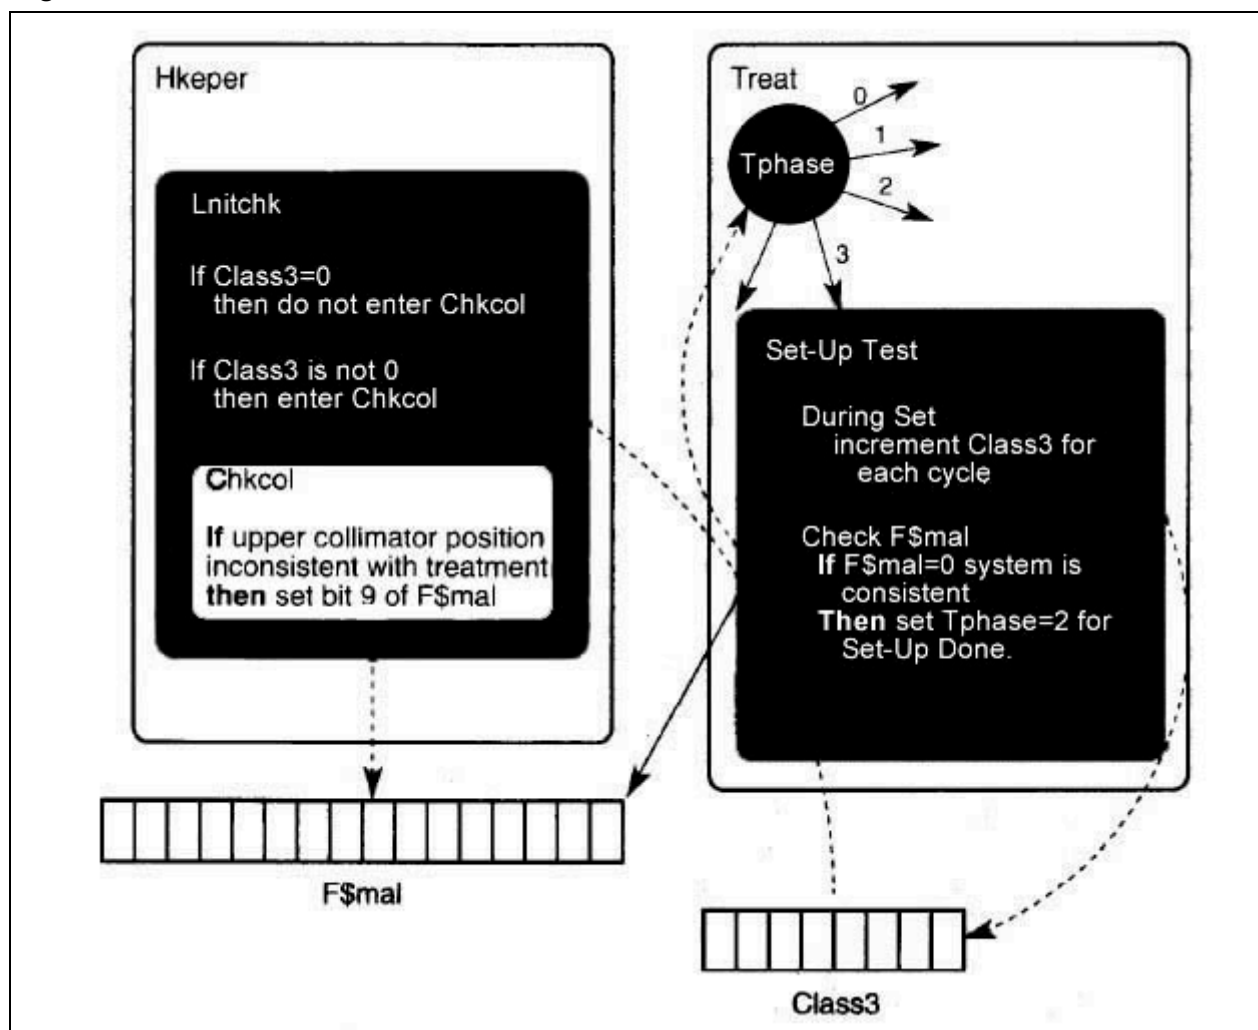 Hkeper
Lnitchk
If Class3=0
then do not enter Chkcol
If Class3 is not 0
then enter Chkcol
Chkcol
If upper collimator position
inconsistent with treatment
then set bit 9 of F$mal
F$mal
Treat
Tphase
0
1
2
3
Set-Up Test
During Set
increment Class3 for
each cycle
Check F$mal
If F$mal=0 system is
consistent
Then set Tphase=2 for
Set-Up Done.
Class3